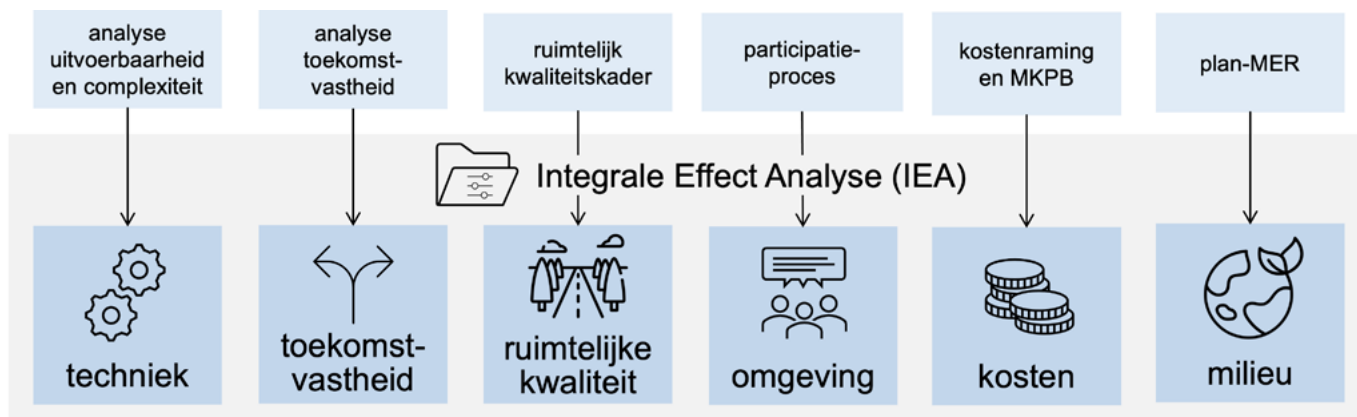 analyse
uitvoerbaarheid
en complexiteit
analyse
toekomst-
vastheid
ruimtelijk
kwaliteitskader
participatie-
proces
kostenraming
en MKPB
plan-MER
Integrale Effect Analyse (IEA)
techniek
toekomst-
vastheid
ruimtelijke
kwaliteit
omgeving
kosten
milieu